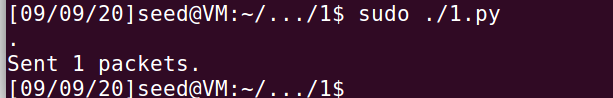 [09/09/20]seed@VM:~/.../1$ sudo ./1.py
.
Sent 1 packets.
[09/09/20]seed@VM:~/.../1$